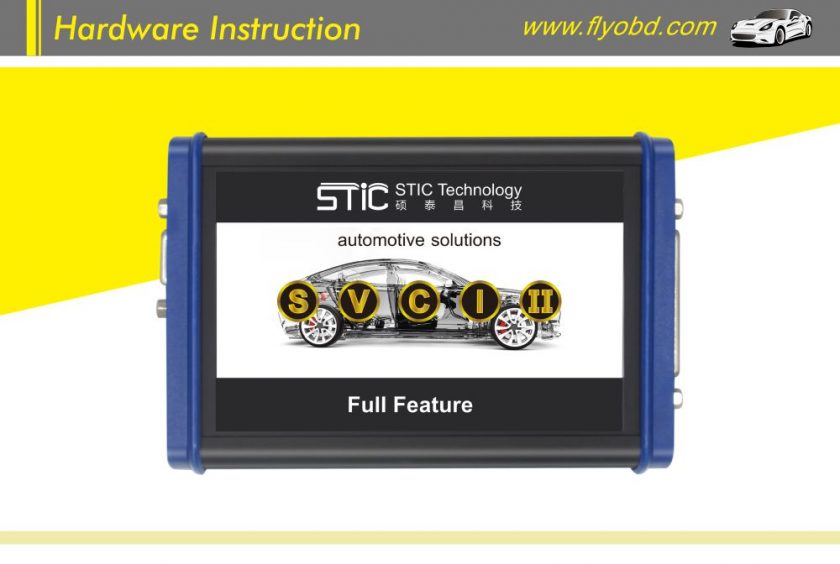 Hardware Instruction
www.flyobd.com
STIC STIC Technology
硕泰昌科技
automotive solutions
S V C I II
Full Feature